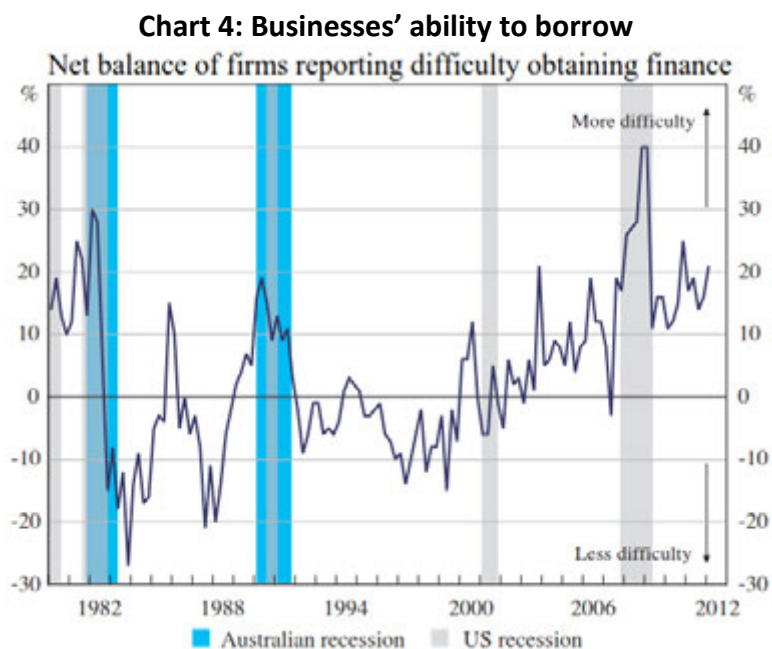 Chart 4: Businesses' ability to borrow
Net balance of firms reporting difficulty obtaining finance
% %
More difficulty
40 40
30 30
20 20
10 10
0 0
-10 -10
-20 -20
Less difficulty
-30 -30
1982 1988 1994 2000 2006 2012
Australian recession US recession